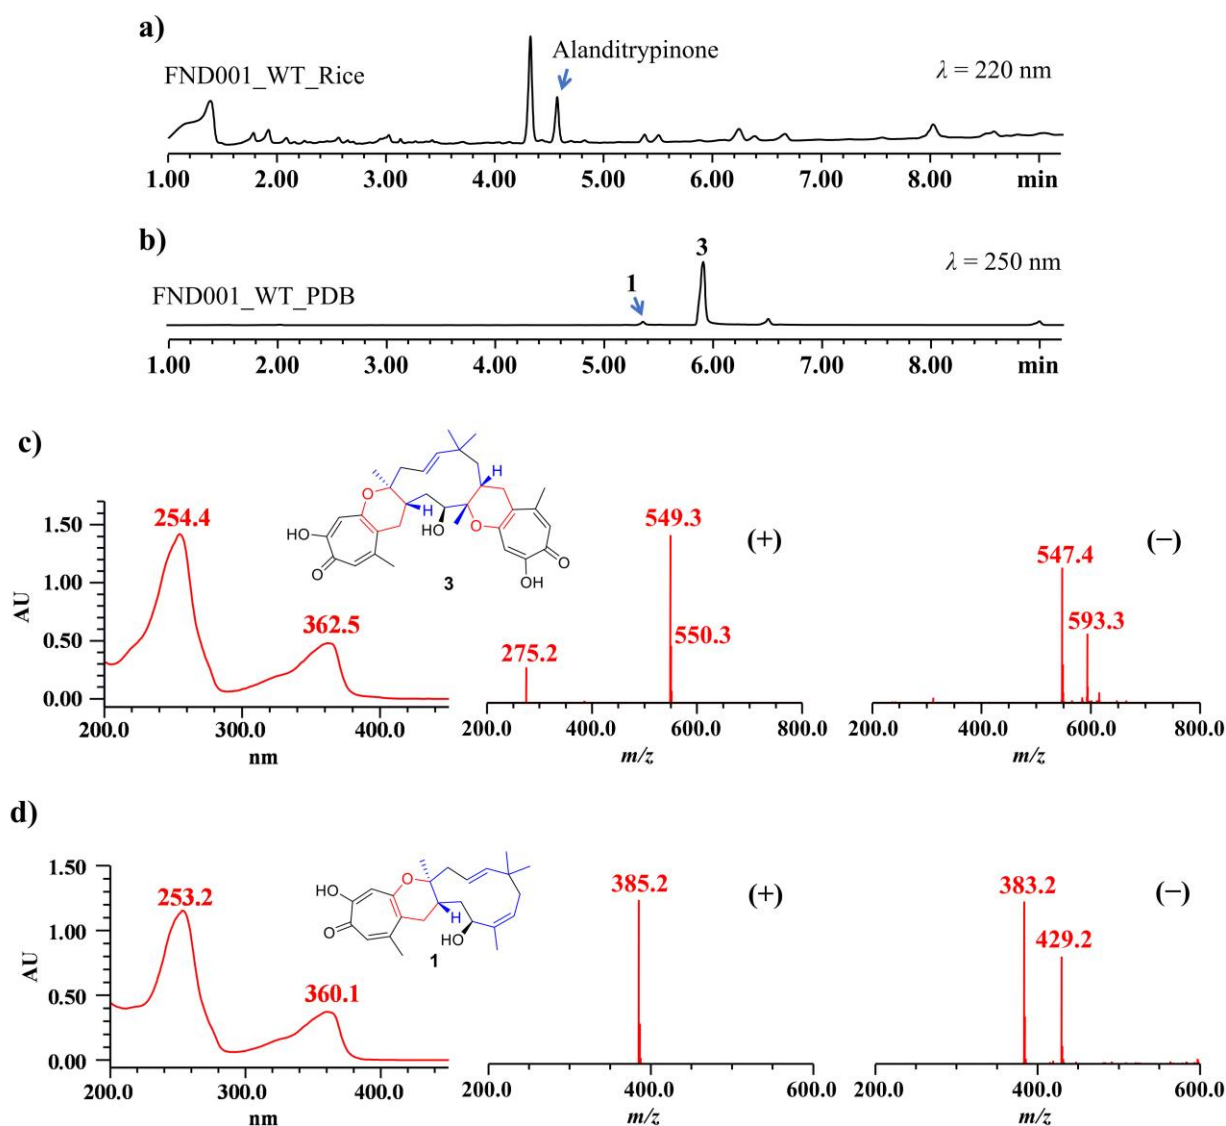 a)
FND001_WT_Rice
Alanditrypinone
λ = 220 nm
1.00 2.00 3.00 4.00 5.00 6.00 7.00 8.00 min
b)
FND001_WT_PDB
1
3
λ = 250 nm
1.00 2.00 3.00 4.00 5.00 6.00 7.00 8.00 min
c)
AU
1.50
1.00
0.50
0.00
254.4
362.5
200.0 300.0 400.0
nm
O
H
HO
O
H
HO
O
O
OH
3
275.2
549.3
550.3
(+)
200.0 400.0 600.0 800.0
m/z
547.4
593.3
(−)
200.0 400.0 600.0 800.0
m/z
d)
AU
1.50
1.00
0.50
0.00
253.2
360.1
200.0 300.0 400.0
nm
HO
O
O
H
HO
1
385.2
(+)
200.0 400.0 600.0
m/z
383.2
429.2
(−)
200.0 400.0 600.0
m/z